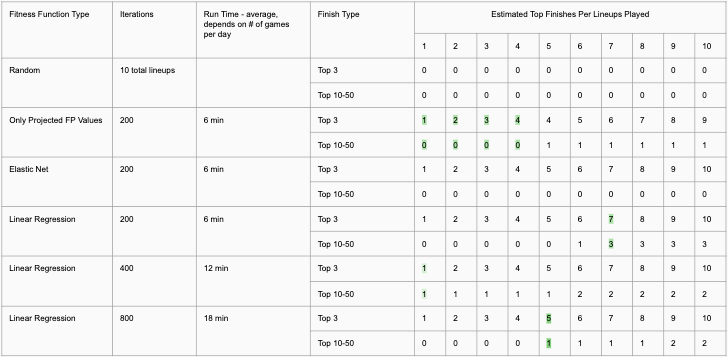 Fitness Function Type Iterations Run Time - average, depends on # of games per day Finish Type Estimated Top Finishes Per Lineups Played
1 2 3 4 5 6 7 8 9 10
Random 10 total lineups Top 3 0 0 0 0 0 0 0 0 0 0
Top 10-50 0 0 0 0 0 0 0 0 0 0
Only Projected FP Values 200 6 min Top 3 1 2 3 4 4 5 6 7 8 9
Top 10-50 0 0 0 0 1 1 1 1 1 1
Elastic Net 200 6 min Top 3 1 2 3 4 5 6 7 8 9 10
Top 10-50 0 0 0 0 0 0 0 0 0 0
Linear Regression 200 6 min Top 3 1 2 3 4 5 6 7 8 9 10
Top 10-50 0 0 0 0 0 1 3 3 3 3
Linear Regression 400 12 min Top 3 1 2 3 4 5 6 7 8 9 10
Top 10-50 1 1 1 1 1 2 2 2 2 2
Linear Regression 800 18 min Top 3 1 2 3 4 5 6 7 8 9 10
Top 10-50 0 0 0 0 1 1 1 1 2 2